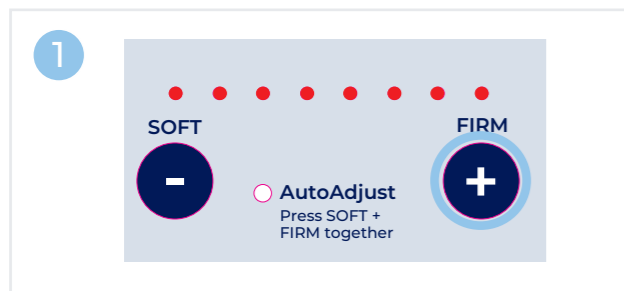 1
SOFT
FIRM
-
+
AutoAdjust
Press SOFT +
FIRM together